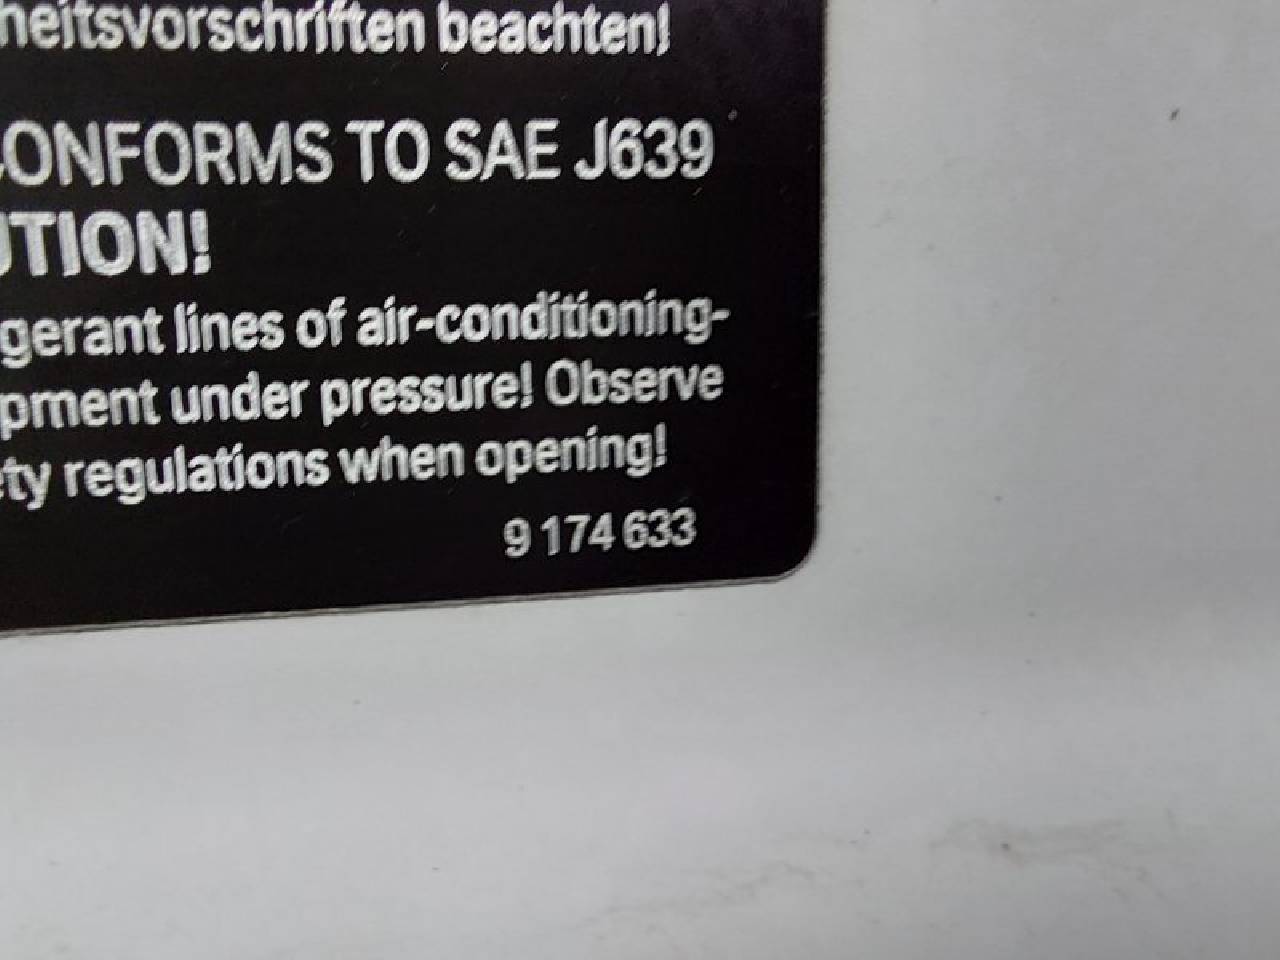 heitsvorschriften beachten!
CONFORMS TO SAE J639
UTION!
gerant lines of air-conditioning-
pment under pressure! Observe
ety regulations when opening!
9 174 633